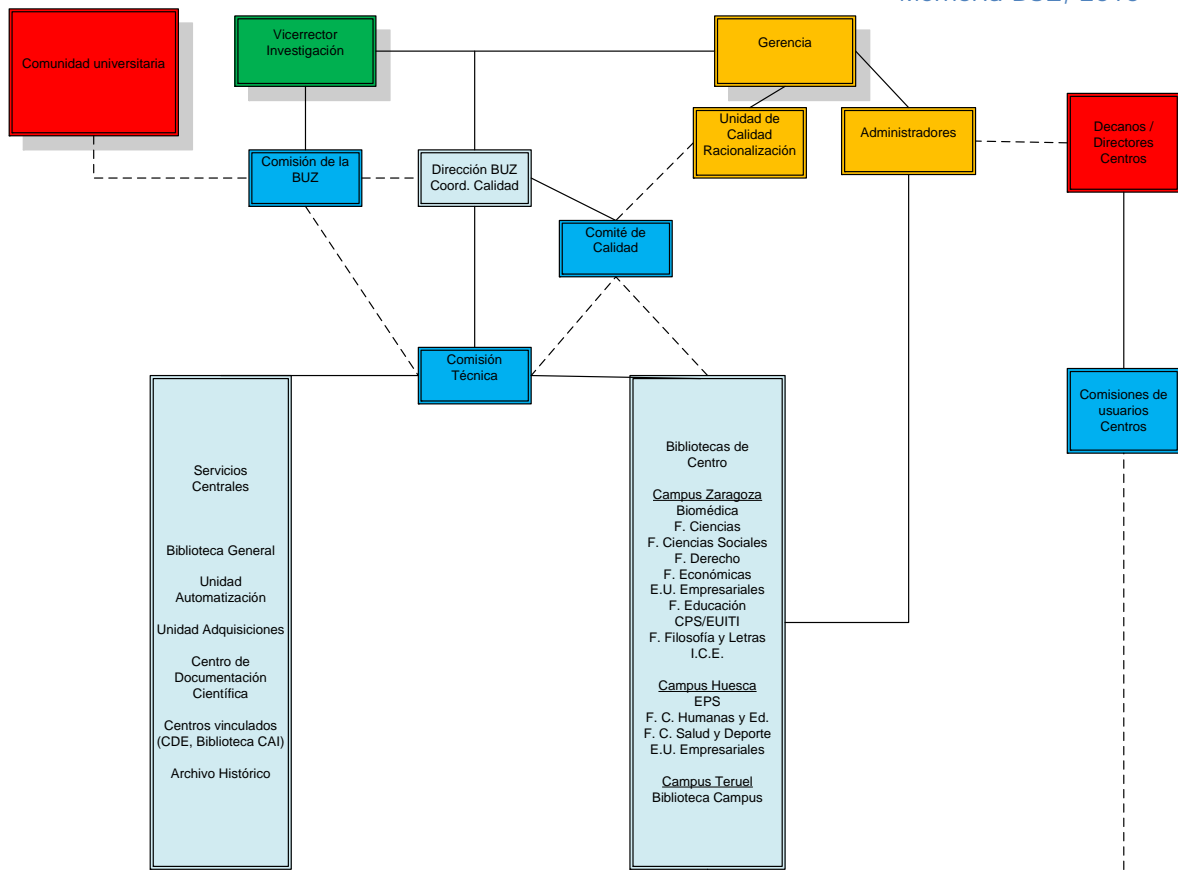 Comunidad universitaria
Vicerrector
Investigación
Gerencia
Unidad de
Calidad
Racionalización
Administradores
Decanos /
Directores
Centros
Comisión de la
BUZ
Dirección BUZ
Coord. Calidad
Comité de
Calidad
Comisión
Técnica
Comisiones de
usuarios
Centros
Servicios
Centrales
Biblioteca General
Unidad
Automatización
Unidad Adquisiciones
Centro de
Documentación
Científica
Centros vinculados
(CDE, Biblioteca CAI)
Archivo Histórico
Bibliotecas de
Centro
Campus Zaragoza
Biomédica
F. Ciencias
F. Ciencias Sociales
F. Derecho
F. Económicas
E.U. Empresariales
F. Educación
CPS/EUITI
F. Filosofía y Letras
I.C.E.
Campus Huesca
EPS
F. C. Humanas y Ed.
F. C. Salud y Deporte
E.U. Empresariales
Campus Teruel
Biblioteca Campus